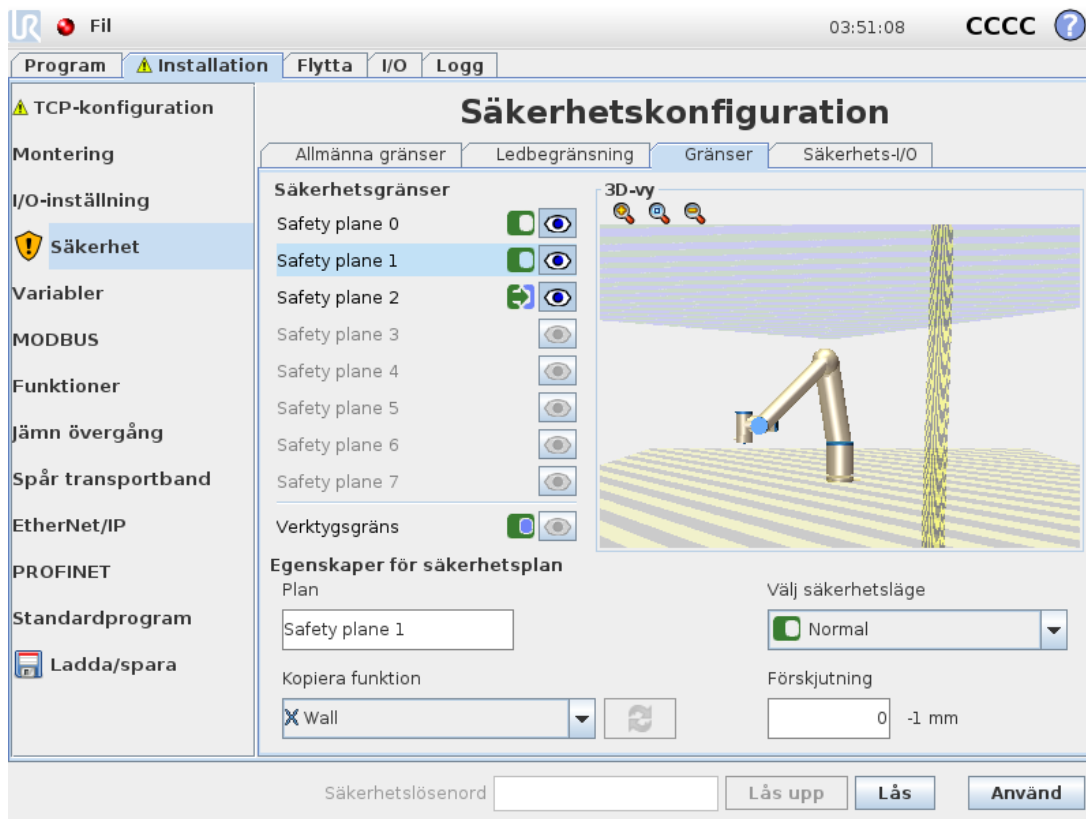 UR Fil 03:51:08 CCCC ?
Program Installation Flytta I/O Logg
TCP-konfiguration
Montering
I/O-inställning
Säkerhet
Variabler
MODBUS
Funktioner
Jämn övergång
Spår transportband
EtherNet/IP
PROFINET
Standardprogram
Ladda/spara
Säkerhetskonfiguration
Allmänna gränser Ledbegränsning Gränser Säkerhets-I/O
Säkerhetsgränser
Safety plane 0
Safety plane 1
Safety plane 2
Safety plane 3
Safety plane 4
Safety plane 5
Safety plane 6
Safety plane 7
Verktygsgräns
3D-vy
Egenskaper för säkerhetsplan
Plan
Safety plane 1
Välj säkerhetsläge
Normal
Kopiera funktion
Wall
Förskjutning
0 -1 mm
Säkerhetslösenord Lås upp Lås Använd